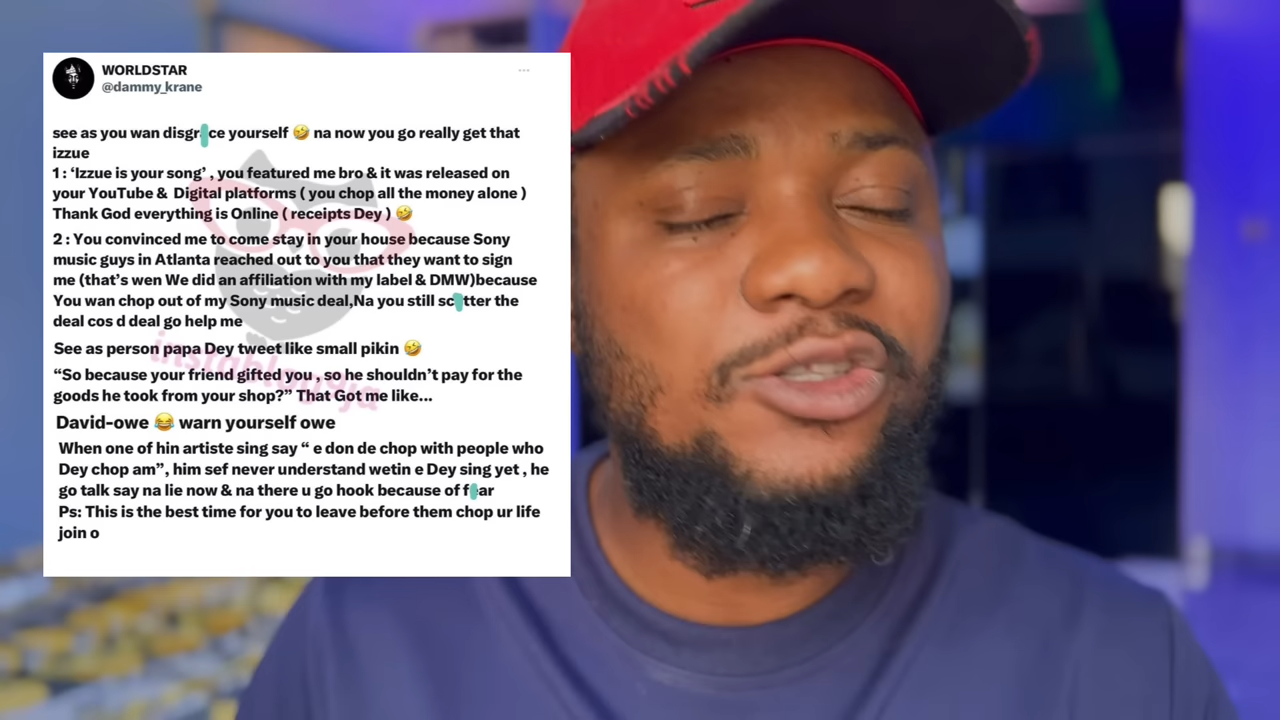 WORLDSTAR
@dammy_krane
see as you wan disgrace yourself 🤣 na now you go really get that
izzue
1 : ‘Izzue is your song’ , you featured me bro & it was released on
your YouTube & Digital platforms ( you chop all the money alone )
Thank God everything is Online ( receipts Dey ) 🤣
2 : You convinced me to come stay in your house because Sony
music guys in Atlanta reached out to you that they want to sign
me (that’s wen We did an affiliation with my label & DMW)because
You wan chop out of my Sony music deal,Na you still scatter the
deal cos d deal go help me
See as person papa Dey tweet like small pikin 🤣
“So because your friend gifted you , so he shouldn’t pay for the
goods he took from your shop?” That Got me like...
David-owe 😂 warn yourself owe
When one of hin artiste sing say “ e don de chop with people who
Dey chop am”, him sef never understand wetin e Dey sing yet , he
go talk say na lie now & na there u go hook because of fear
Ps: This is the best time for you to leave before them chop ur life
join o
instablog9ja